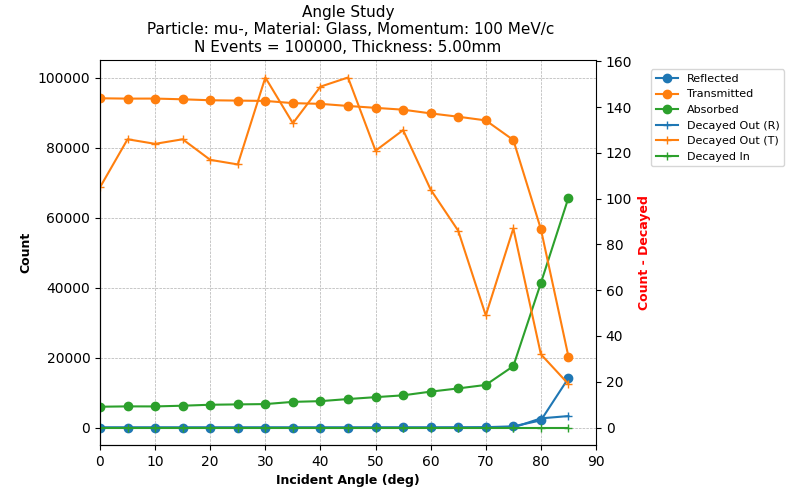 Angle Study
Particle: mu-, Material: Glass, Momentum: 100 MeV/c
N Events = 100000, Thickness: 5.00mm
100000
80000
60000
40000
20000
0
Count
0 10 20 30 40 50 60 70 80 90
Incident Angle (deg)
160
140
120
100
80
60
40
20
0
Count - Decayed
Reflected
Transmitted
Absorbed
Decayed Out (R)
Decayed Out (T)
Decayed In